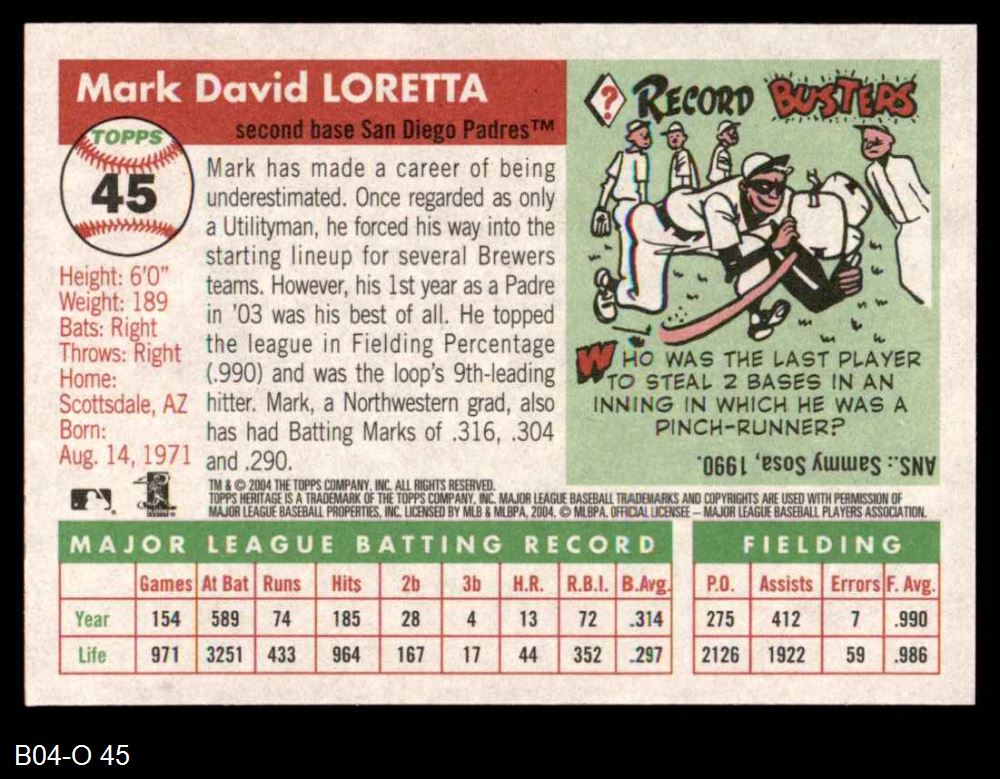 Mark David LORETTA
second base San Diego Padres™
TOPPS
45
Height: 6'0"
Weight: 189
Bats: Right
Throws: Right
Home:
Scottsdale, AZ
Born:
Aug. 14, 1971
Mark has made a career of being
underestimated. Once regarded as only
a Utilityman, he forced his way into the
starting lineup for several Brewers
teams. However, his 1st year as a Padre
in '03 was his best of all. He topped
the league in Fielding Percentage
(.990) and was the loop's 9th-leading
hitter. Mark, a Northwestern grad, also
has had Batting Marks of .316, .304
and .290.
? RECORD BUSTERS
WHO WAS THE LAST PLAYER
TO STEAL 2 BASES IN AN
INNING IN WHICH HE WAS A
PINCH-RUNNER?
ANS.: Sammy Sosa, 1990.
TM & © 2004 THE TOPPS COMPANY, INC. ALL RIGHTS RESERVED.
TOPPS HERITAGE IS A TRADEMARK OF THE TOPPS COMPANY, INC. MAJOR LEAGUE BASEBALL TRADEMARKS AND COPYRIGHTS ARE USED WITH PERMISSION OF
MAJOR LEAGUE BASEBALL PROPERTIES, INC. LICENSED BY MLB & MLBPA, 2004. © MLBPA. OFFICIAL LICENSEE – MAJOR LEAGUE BASEBALL PLAYERS ASSOCIATION.
MAJOR LEAGUE BATTING RECORD
Games At Bat Runs Hits 2b 3b H.R. R.B.I. B.Avg.
Year 154 589 74 185 28 4 13 72 .314
Life 971 3251 433 964 167 17 44 352 .297
FIELDING
P.O. Assists Errors F. Avg.
275 412 7 .990
2126 1922 59 .986
B04-O 45